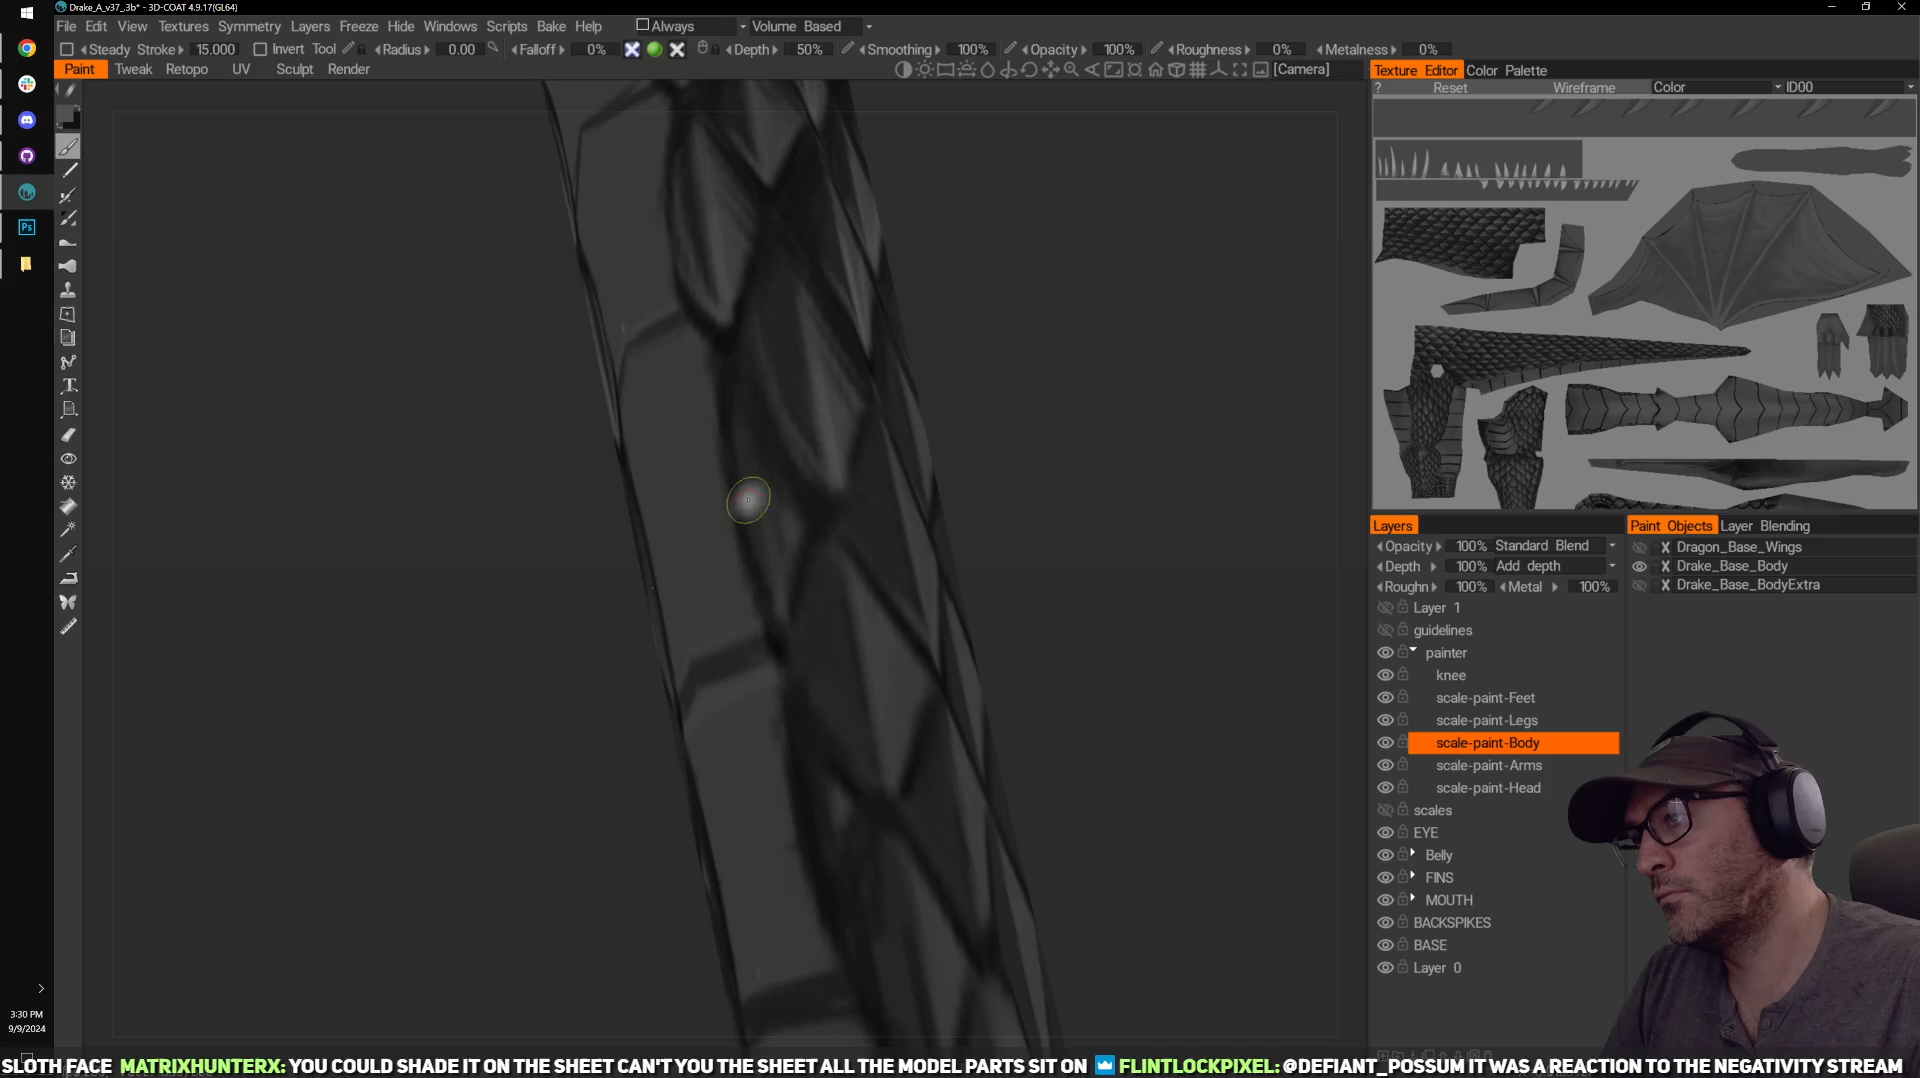 Drake_A_v37_.3b* - 3D-COAT 4.9.17(GL64)
File Edit View Textures Symmetry Layers Freeze Hide Windows Scripts Bake Help Always Volume Based
Steady Stroke 15.000 Invert Tool Radius 0.00 Falloff 0% Depth 50% Smoothing 100% Opacity 100% Roughness 0% Metalness 0%
Paint Tweak Retopo UV Sculpt Render [Camera]
Texture Editor Color Palette
? Reset Wireframe Color ID00
Layers
Opacity 100% Standard Blend
Depth 100% Add depth
Roughn 100% Metal 100%
Layer 1
guidelines
painter
knee
scale-paint-Feet
scale-paint-Legs
scale-paint-Body
scale-paint-Arms
scale-paint-Head
scales
EYE
Belly
FINS
MOUTH
BACKSPIKES
BASE
Layer 0
Paint Objects Layer Blending
X Dragon_Base_Wings
X Drake_Base_Body
X Drake_Base_BodyExtra
Ps
3:30 PM
9/9/2024
SLOTH FACE MATRIXHUNTERX: YOU COULD SHADE IT ON THE SHEET CAN'T YOU THE SHEET ALL THE MODEL PARTS SIT ON FLINTLOCKPIXEL: @DEFIANT_POSSUM IT WAS A REACTION TO THE NEGATIVITY STREAM